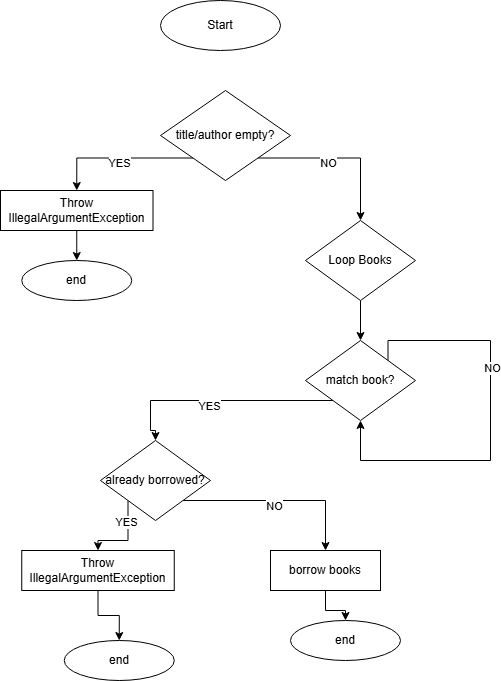 Start
title/author empty?
YES
NO
Throw
IllegalArgumentException
end
Loop Books
match book?
NO
YES
already borrowed?
YES
NO
Throw
IllegalArgumentException
borrow books
end
end